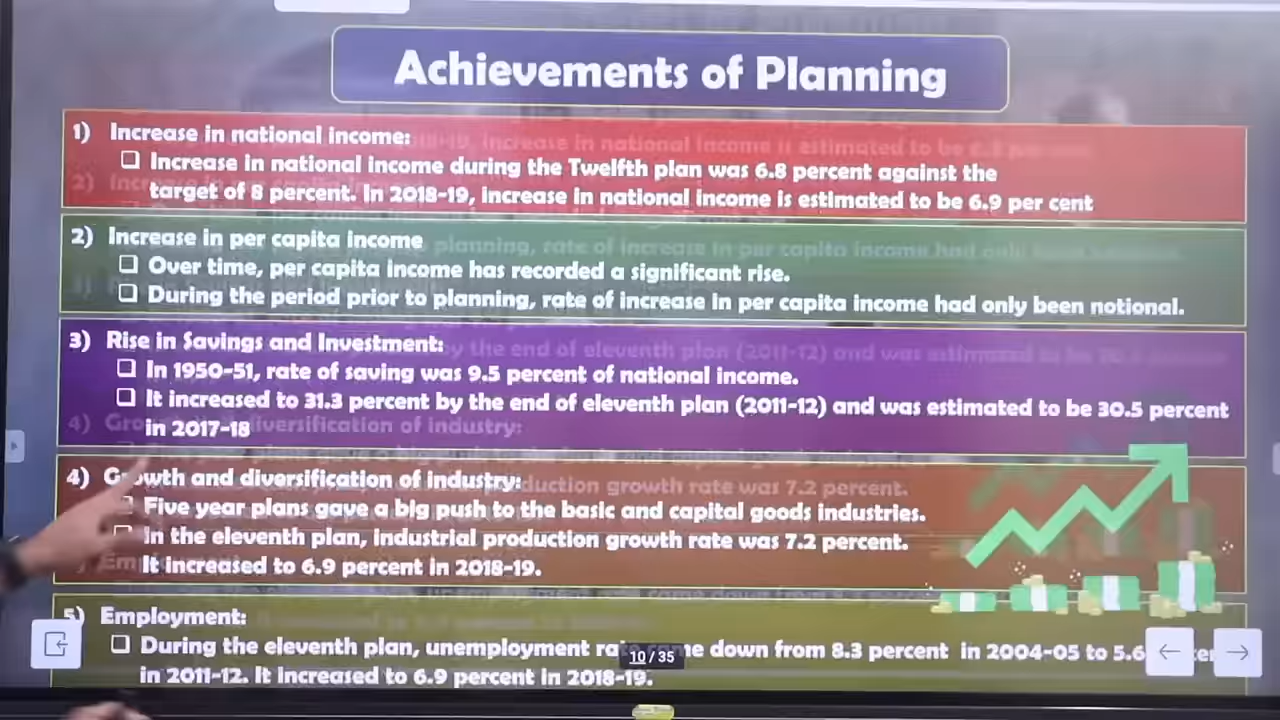 Achievements of Planning
1) Increase in national income:
❑ Increase in national income during the Twelfth plan was 6.8 percent against the
target of 8 percent. In 2018-19, increase in national income is estimated to be 6.9 per cent
2) Increase in per capita income
❑ Over time, per capita income has recorded a significant rise.
❑ During the period prior to planning, rate of increase in per capita income had only been notional.
3) Rise in Savings and Investment:
❑ In 1950-51, rate of saving was 9.5 percent of national income.
❑ It increased to 31.3 percent by the end of eleventh plan (2011-12) and was estimated to be 30.5 percent
in 2017-18
4) Growth and diversification of industry:
❑ Five year plans gave a big push to the basic and capital goods industries.
❑ In the eleventh plan, industrial production growth rate was 7.2 percent.
It increased to 6.9 percent in 2018-19.
5) Employment:
❑ During the eleventh plan, unemployment came down from 8.3 percent in 2004-05 to 5.6
in 2011-12. It increased to 6.9 percent in 2018-19.
10 / 35